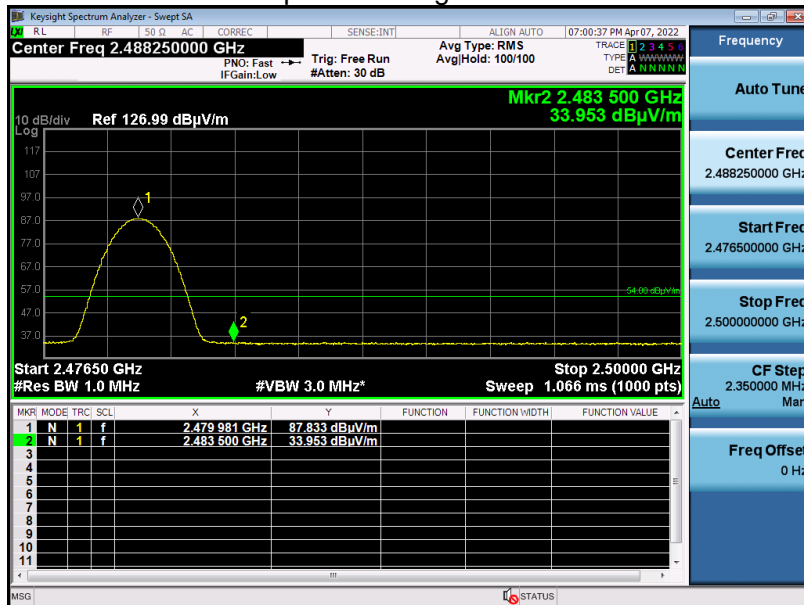 Keysight Spectrum Analyzer - Swept SA
RL RF 50 Ω AC CORREC SENSE:INT ALIGN AUTO 07:00:37 PM Apr 07, 2022
Center Freq 2.488250000 GHz
PNO: Fast
IFGain:Low
Trig: Free Run
#Atten: 30 dB
Avg Type: RMS
Avg|Hold: 100/100
TRACE 1 2 3 4 5 6
TYPE A WWWWW
DET A N N N N N
Mkr2 2.483 500 GHz
33.953 dBµV/m
10 dB/div Ref 126.99 dBµV/m
Log
117
107
97.0
87.0
77.0
67.0
57.0
47.0
37.0
1
2
54.00 dBµV/m
Start 2.47650 GHz Stop 2.50000 GHz
#Res BW 1.0 MHz #VBW 3.0 MHz* Sweep 1.066 ms (1000 pts)
MKR MODE TRC SCL X Y FUNCTION FUNCTION WIDTH FUNCTION VALUE
1 N 1 f 2.479 981 GHz 87.833 dBµV/m
2 N 1 f 2.483 500 GHz 33.953 dBµV/m
3
4
5
6
7
8
9
10
11
MSG STATUS
Frequency
Auto Tune
Center Freq
2.488250000 GHz
Start Freq
2.476500000 GHz
Stop Freq
2.500000000 GHz
CF Step
2.350000 MHz
Auto Man
Freq Offset
0 Hz